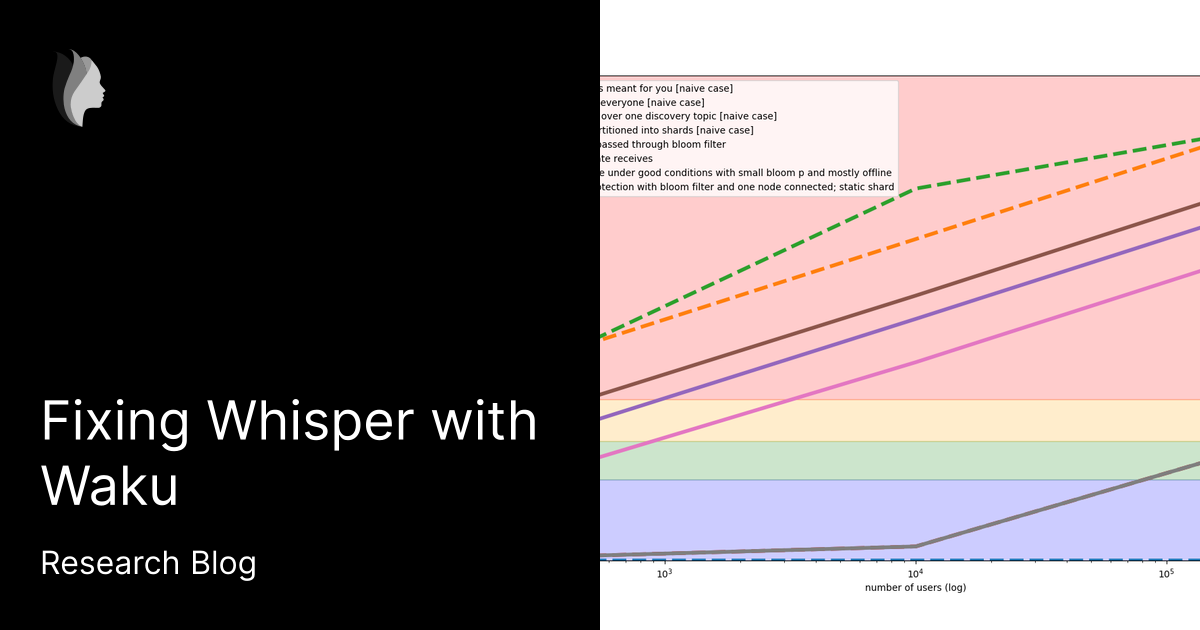 Fixing Whisper with
Waku
Research Blog
s meant for you [naive case]
everyone [naive case]
over one discovery topic [naive case]
rtitioned into shards [naive case]
passed through bloom filter
te receives
e under good conditions with small bloom p and mostly offline
tection with bloom filter and one node connected; static shard
10³ 10⁴ 10⁵
number of users (log)